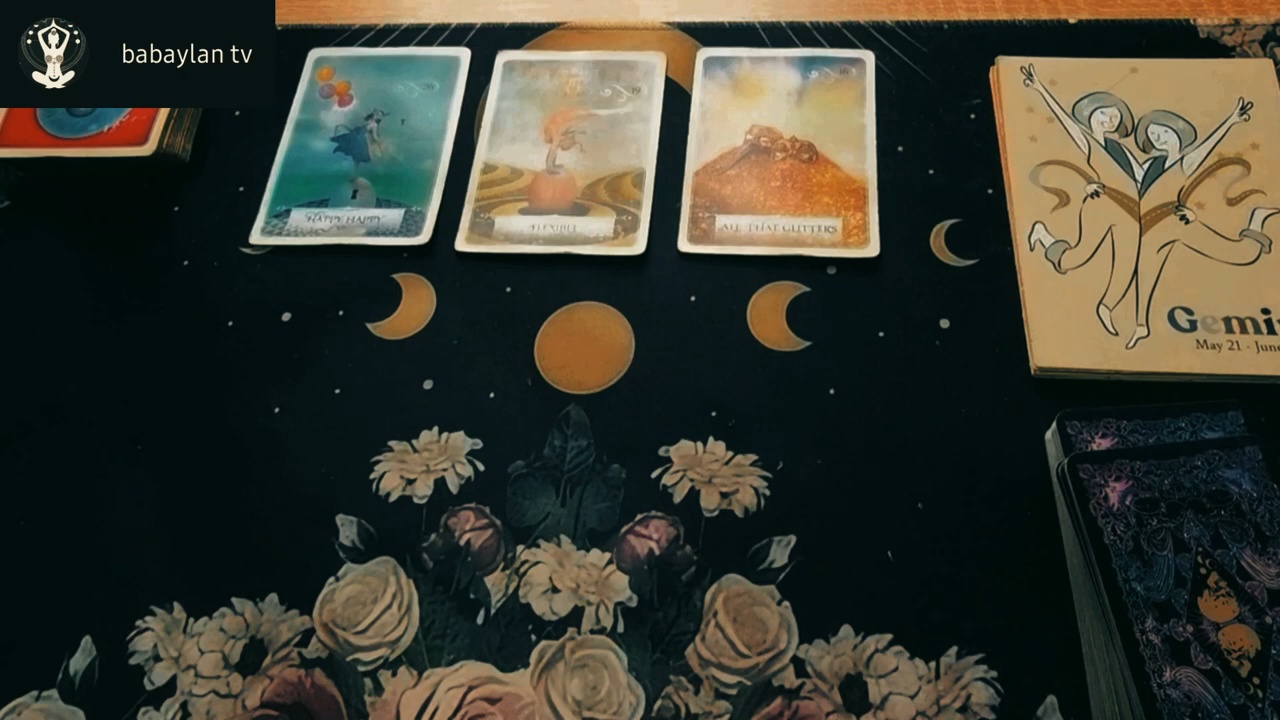 babaylan tv
HAPPY, HAPPY
FLEXIBLE
ALL THAT GLITTERS
Gemi
May 21 - June